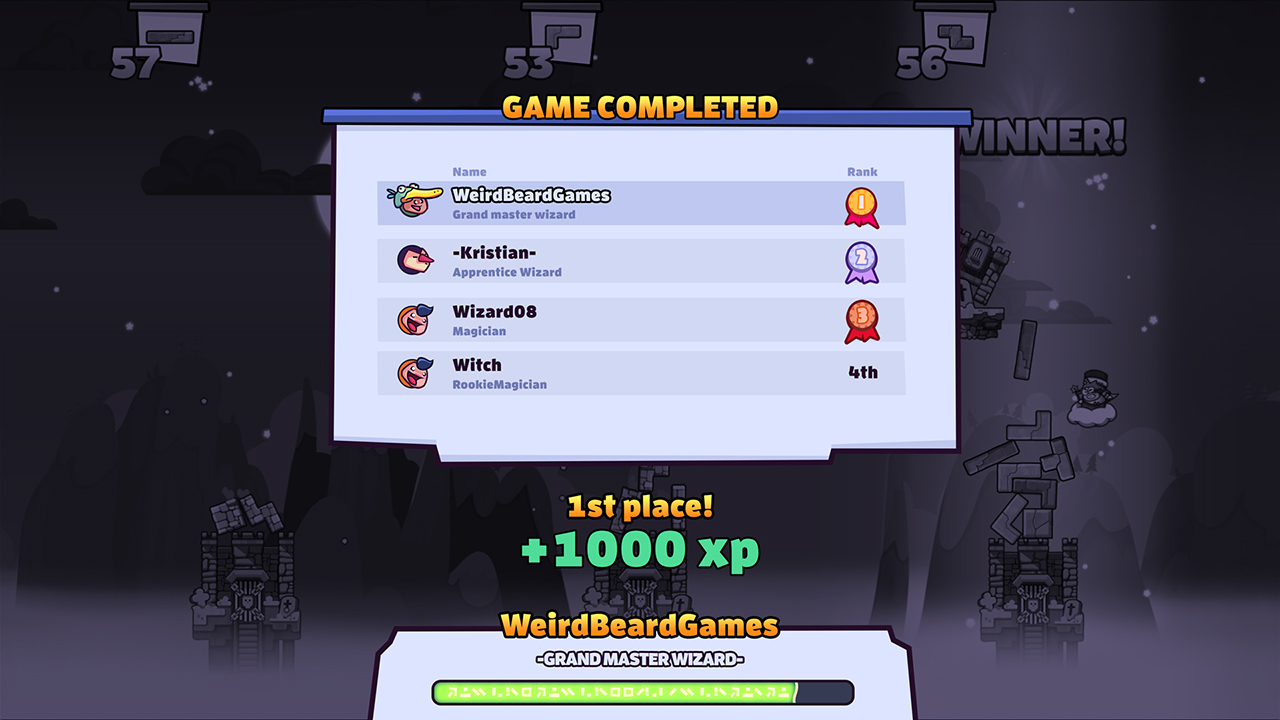 57
53
56
GAME COMPLETED
WINNER!
Name Rank
WeirdBeardGames 1
Grand master wizard
-Kristian- 2
Apprentice Wizard
Wizard08 3
Magician
Witch 4th
RookieMagician
1st place!
+1000 xp
WeirdBeardGames
-GRAND MASTER WIZARD-